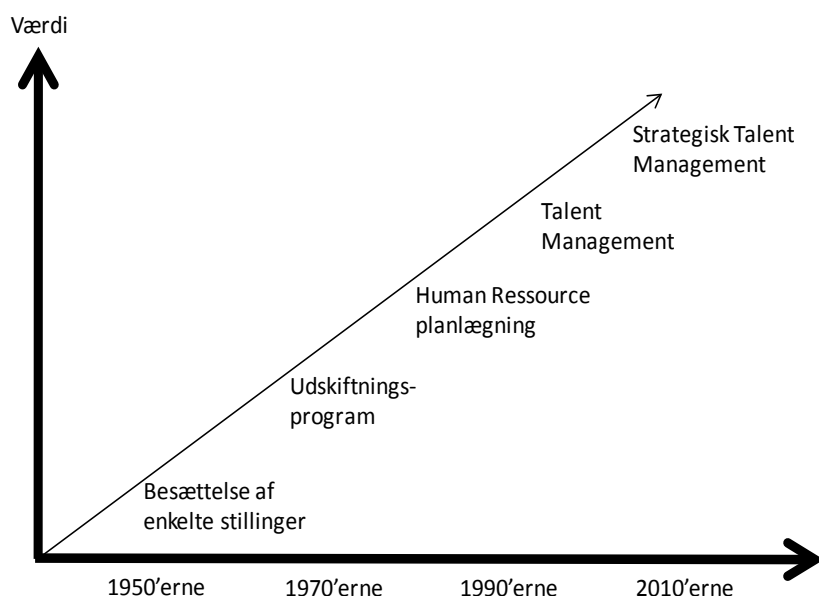 Værdi
Strategisk Talent
Management
Talent
Management
Human Ressource
planlægning
Udskiftnings-
program
Besættelse af
enkelte stillinger
1950'erne 1970'erne 1990'erne 2010'erne